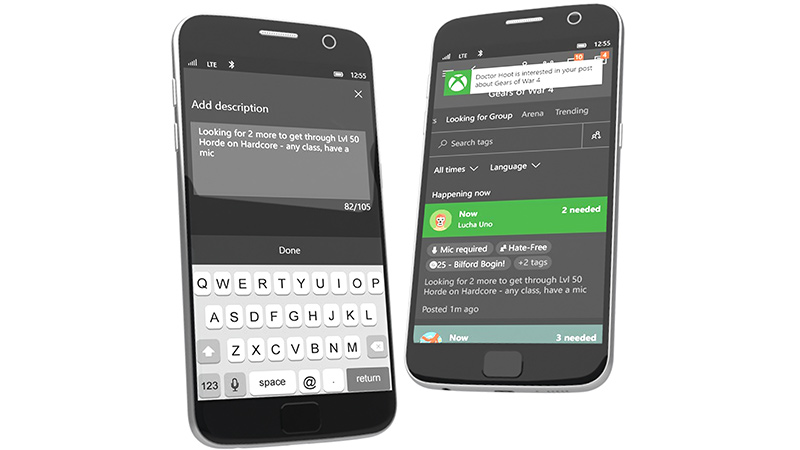 LTE
12:55
Add description
Looking for 2 more to get through Lvl 50
Horde on Hardcore - any class, have a
mic
82/105
Done
Q W E R T Y U I O P
A S D F G H J K L
Z X C V B N M
123 space @ . return
LTE
12:55
10
4
Doctor Hoot is interested in your post
about Gears of War 4
Gears of War 4
s Looking for Group Arena Trending
Search tags
All times Language
Happening now
Now 2 needed
Lucha Uno
Mic required Hate-Free
25 - Bilford Bogin! +2 tags
Looking for 2 more to get through Lvl 50
Horde on Hardcore - any class, have a mic
Posted 1m ago
Now 3 needed